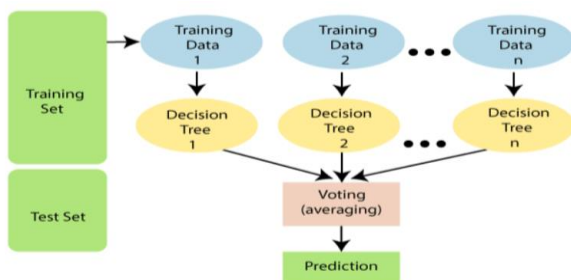 Training
Set
Test Set
Training
Data
1
Training
Data
2
Training
Data
n
Decision
Tree
1
Decision
Tree
2
Decision
Tree
n
Voting
(averaging)
Prediction